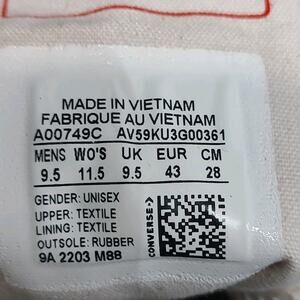 MADE IN VIETNAM
FABRIQUE AU VIETNAM
A00749C AV59KU3G00361
MENS WO'S UK EUR CM
9.5 11.5 9.5 43 28
GENDER: UNISEX
UPPER: TEXTILE
LINING: TEXTILE
OUTSOLE: RUBBER
9A 2203 M88
CONVERSE